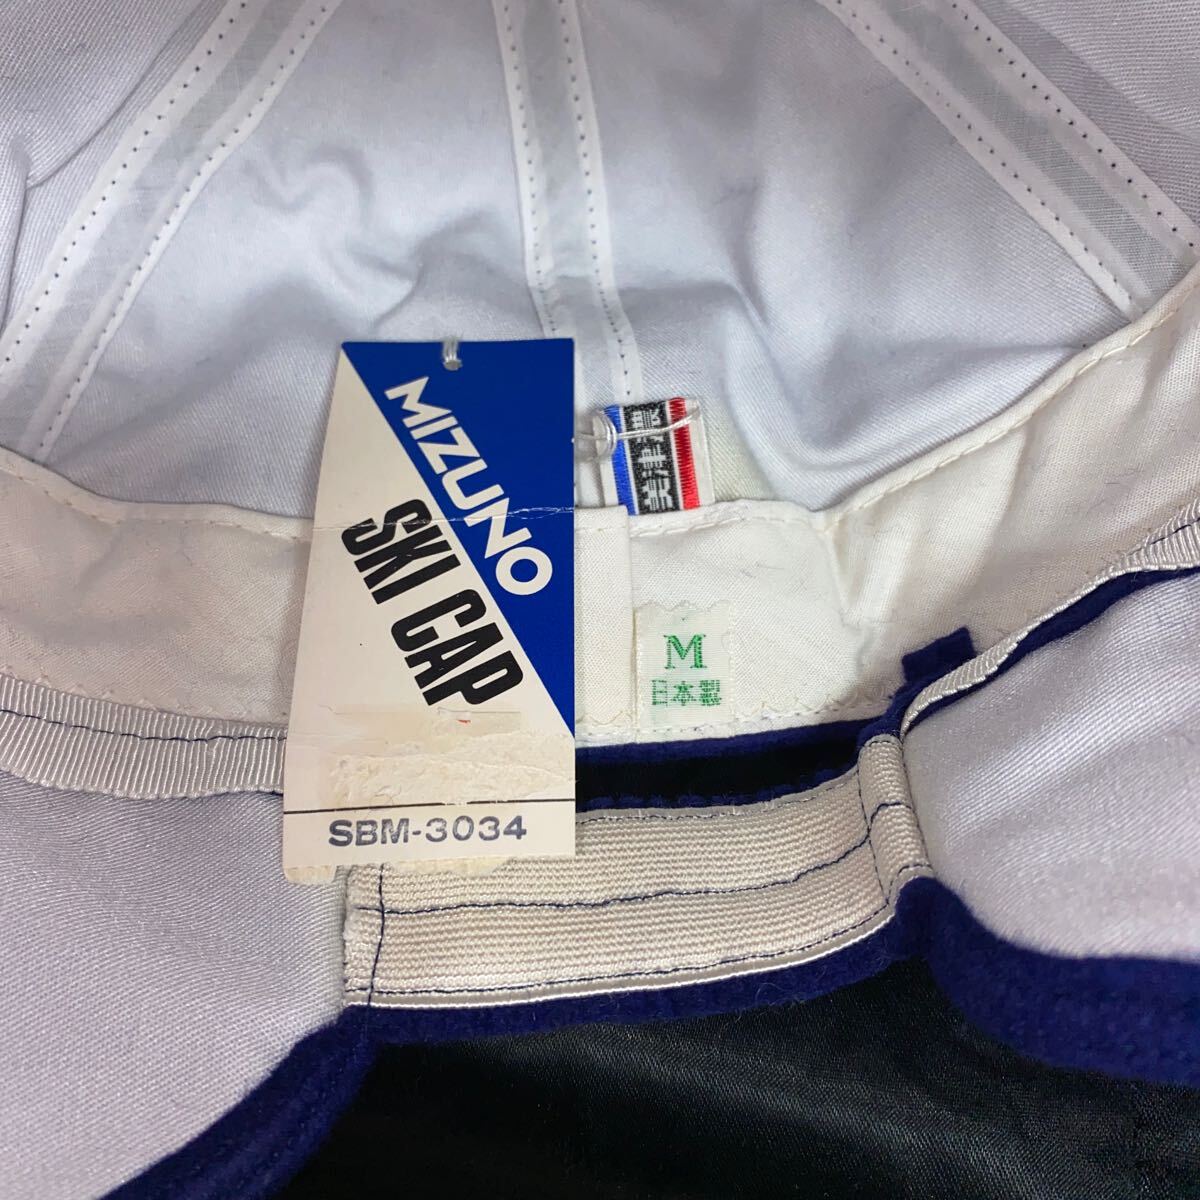 MIZUNO
SKI CAP
SBM-3034
M
日本製